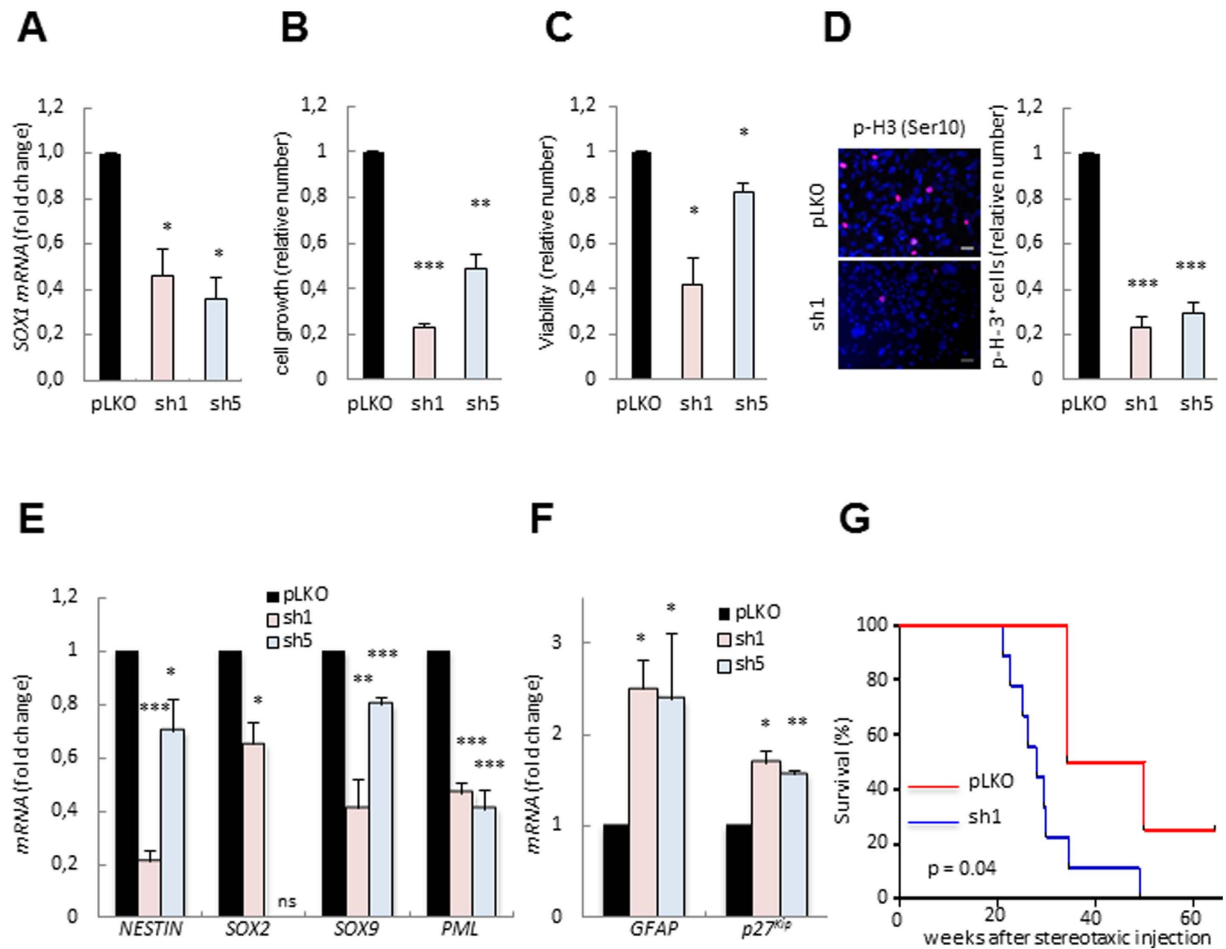 A
B
C
D
SOX1 mRNA (fold change)
1,2
1,0
0,8
0,6
0,4
0,2
0,0
*
*
pLKO sh1 sh5
cell growth (relative number)
1,2
1
0,8
0,6
0,4
0,2
0
***
**
pLKO sh1 sh5
Viability (relative number)
1,2
1
0,8
0,6
0,4
0,2
0
*
*
pLKO sh1 sh5
p-H3 (Ser10)
pLKO
sh1
p-H-3+ cells (relative number)
1,2
1
0,8
0,6
0,4
0,2
0
***
***
pLKO sh1 sh5
E
F
G
mRNA (fold change)
1,2
1
0,8
0,6
0,4
0,2
0
pLKO
sh1
sh5
***
*
*
**
***
***
***
ns
NESTIN SOX2 SOX9 PML
mRNA (fold change)
3
2
1
0
pLKO
sh1
sh5
*
*
*
**
GFAP p27Kip
Survival (%)
100
80
60
40
20
0
pLKO
sh1
p = 0.04
0 20 40 60
weeks after stereotaxic injection